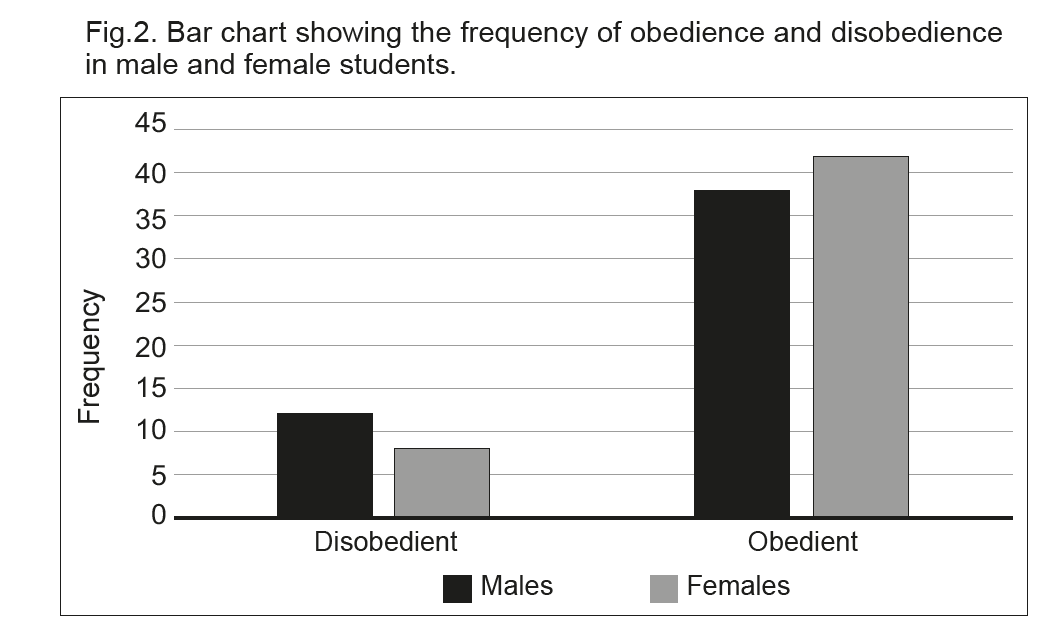 Fig.2. Bar chart showing the frequency of obedience and disobedience
in male and female students.
45
40
35
30
25
20
15
10
5
0
Frequency
Disobedient Obedient
Males Females